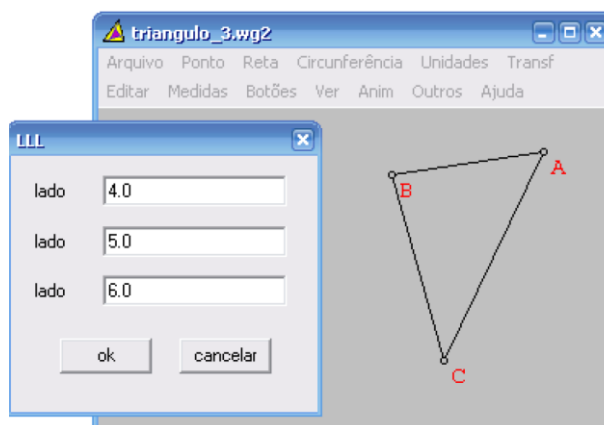 triangulo_3.wg2
Arquivo Ponto Reta Circunferência Unidades Transf
Editar Medidas Botões Ver Anim Outros Ajuda
LLL
lado 4.0
lado 5.0
lado 6.0
ok cancelar
A
B
C